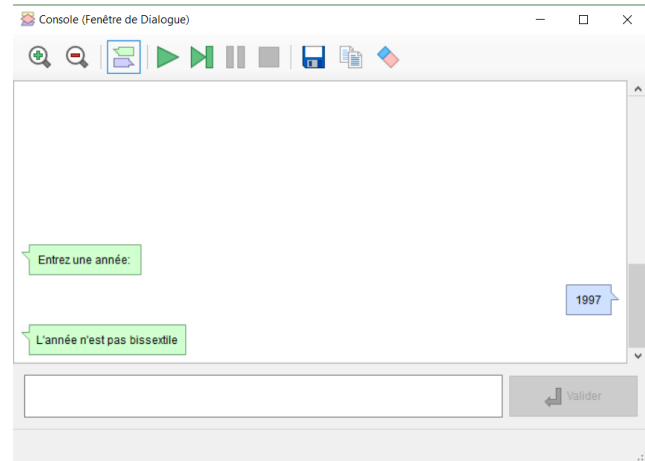 Console (Fenêtre de Dialogue)
Entrez une année:
1997
L'année n'est pas bissextile
Valider